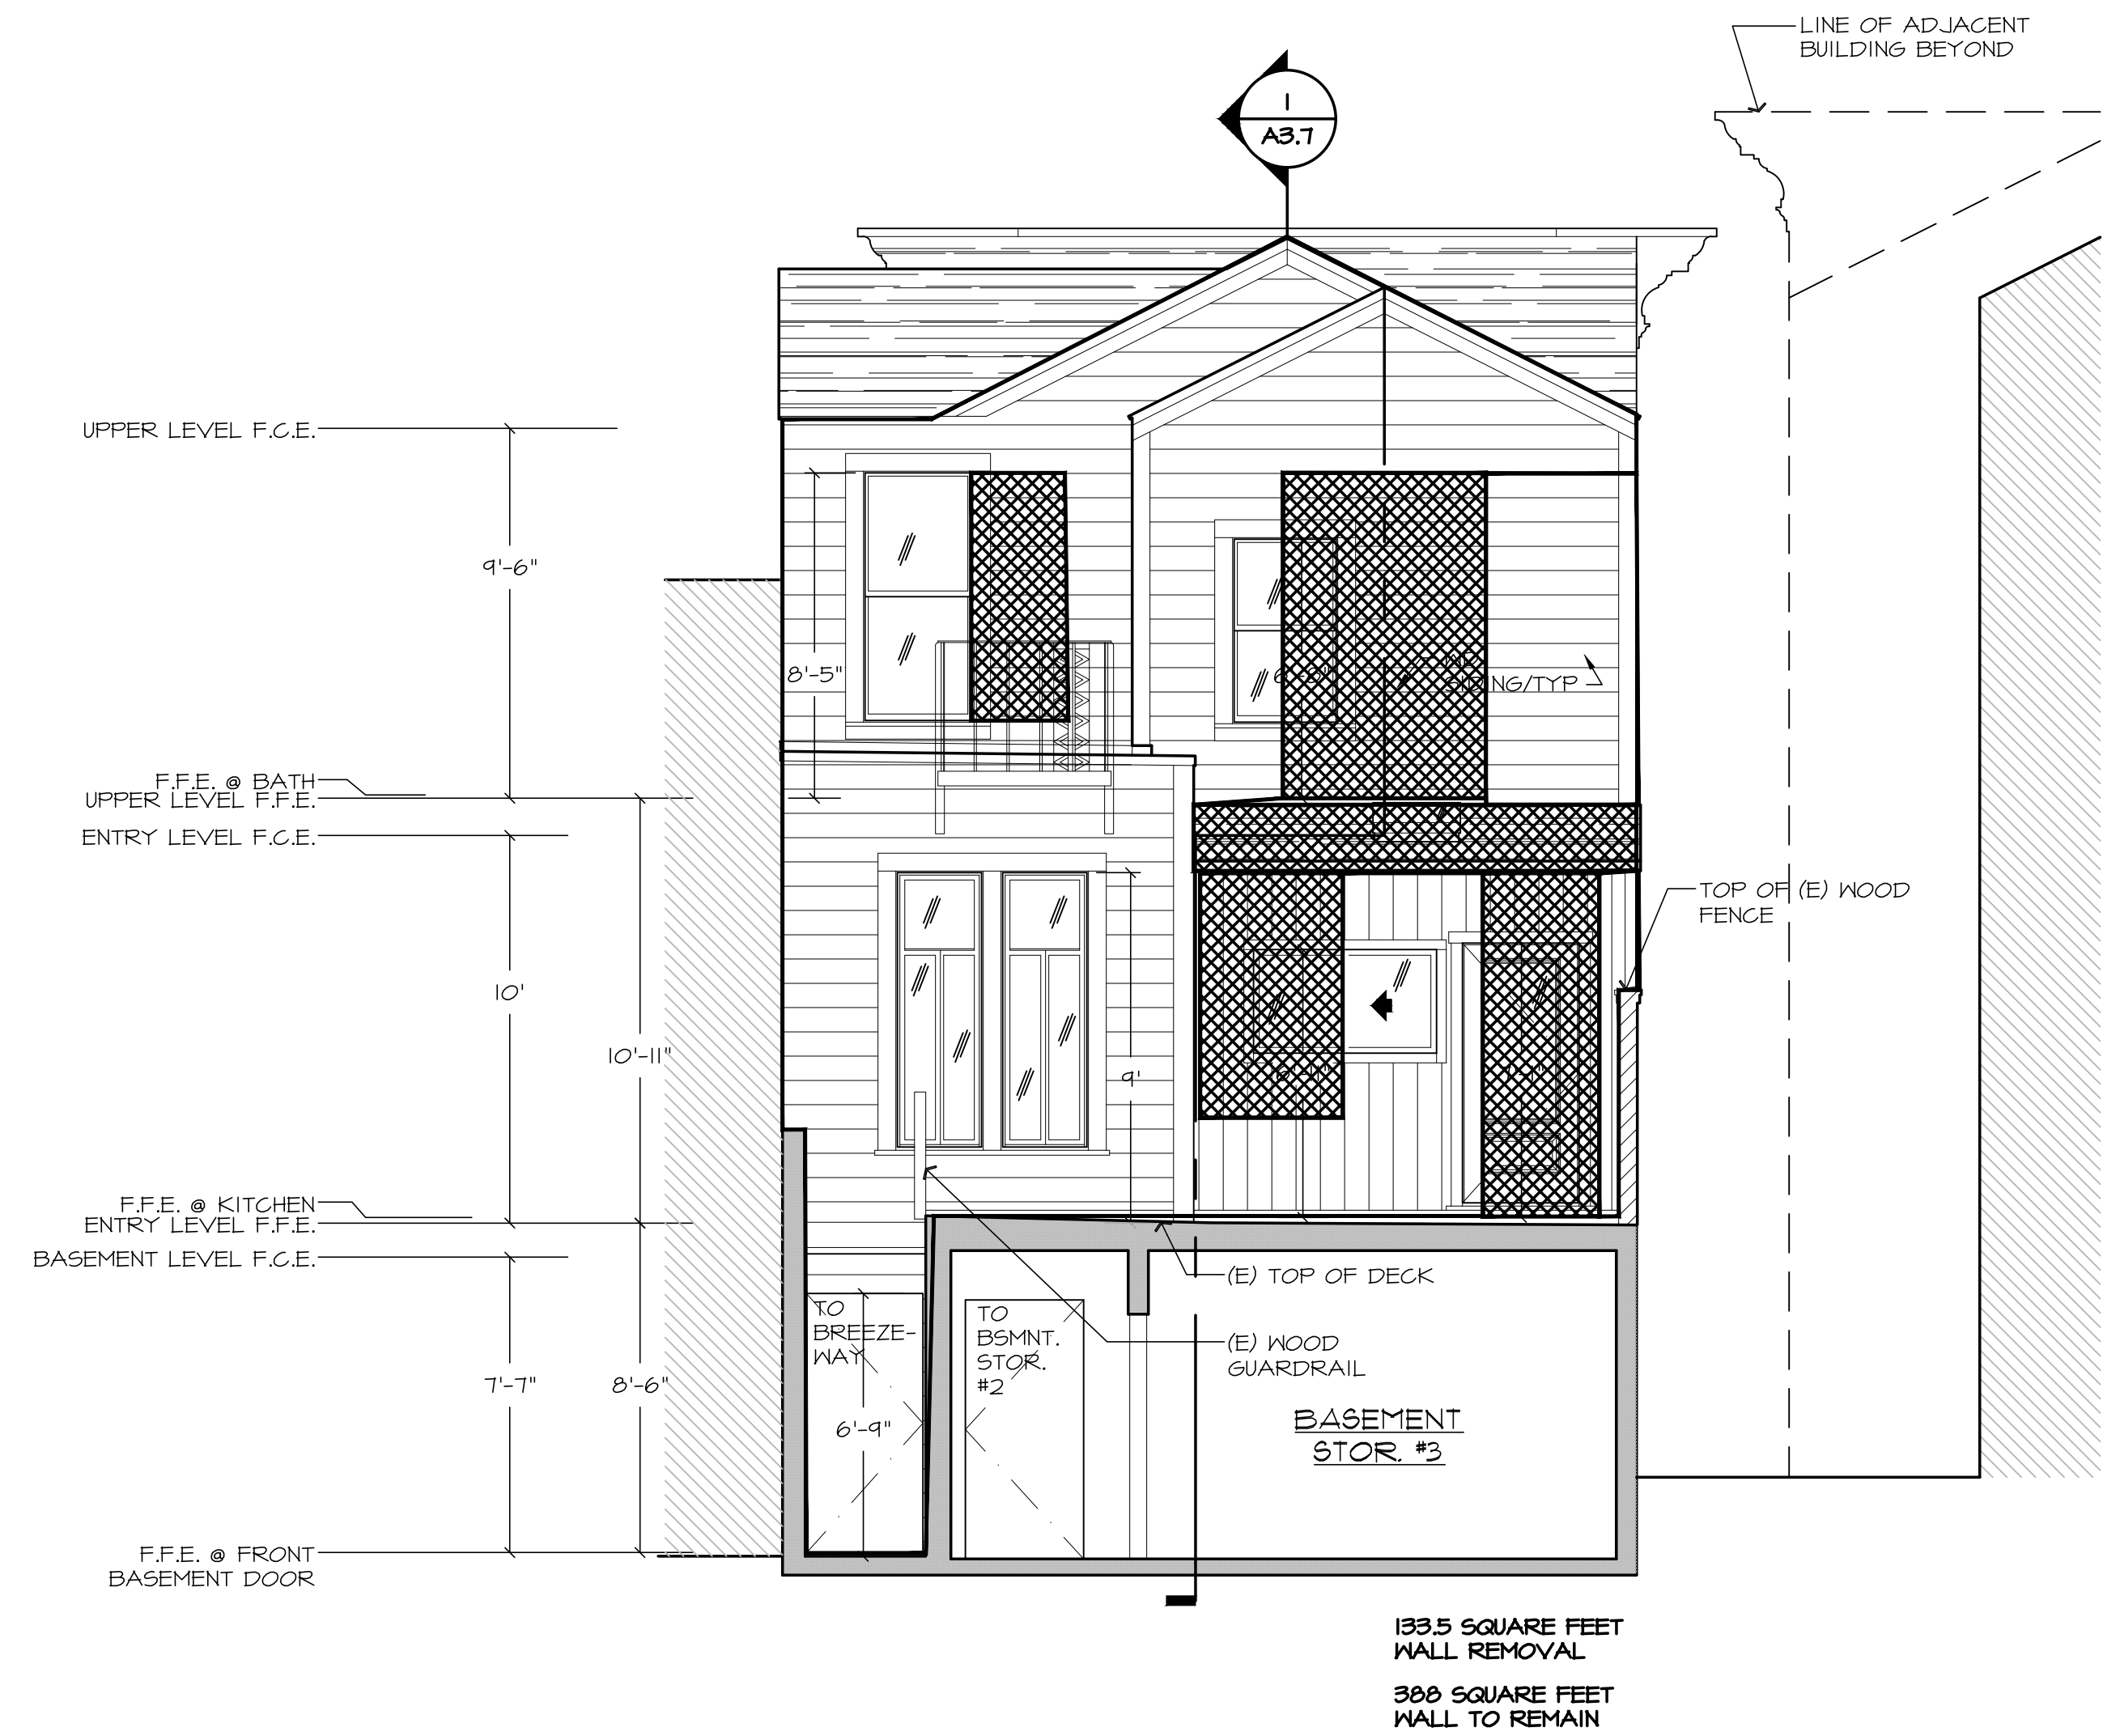 LINE OF ADJACENT
BUILDING BEYOND
1
A3.7
UPPER LEVEL F.C.E.
9'-6"
8'-5"
SIDING/TYP
F.F.E. @ BATH
UPPER LEVEL F.F.E.
ENTRY LEVEL F.C.E.
TOP OF (E) WOOD
FENCE
10'
10'-11"
9'
F.F.E. @ KITCHEN
ENTRY LEVEL F.F.E.
BASEMENT LEVEL F.C.E.
(E) TOP OF DECK
TO
BREEZE-
WAY
TO
BSMNT.
STOR.
#2
(E) WOOD
GUARDRAIL
7'-7"
8'-6"
6'-9"
BASEMENT
STOR. #3
F.F.E. @ FRONT
BASEMENT DOOR
133.5 SQUARE FEET
WALL REMOVAL
388 SQUARE FEET
WALL TO REMAIN